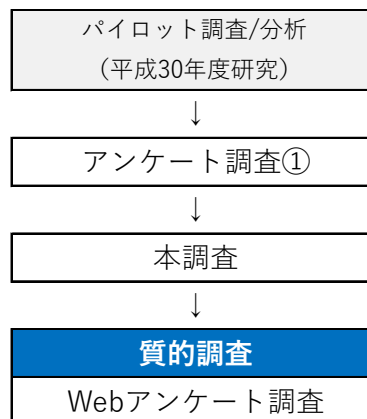 パイロット調査/分析
（平成30年度研究）
↓
アンケート調査①
↓
本調査
↓
質的調査
Webアンケート調査